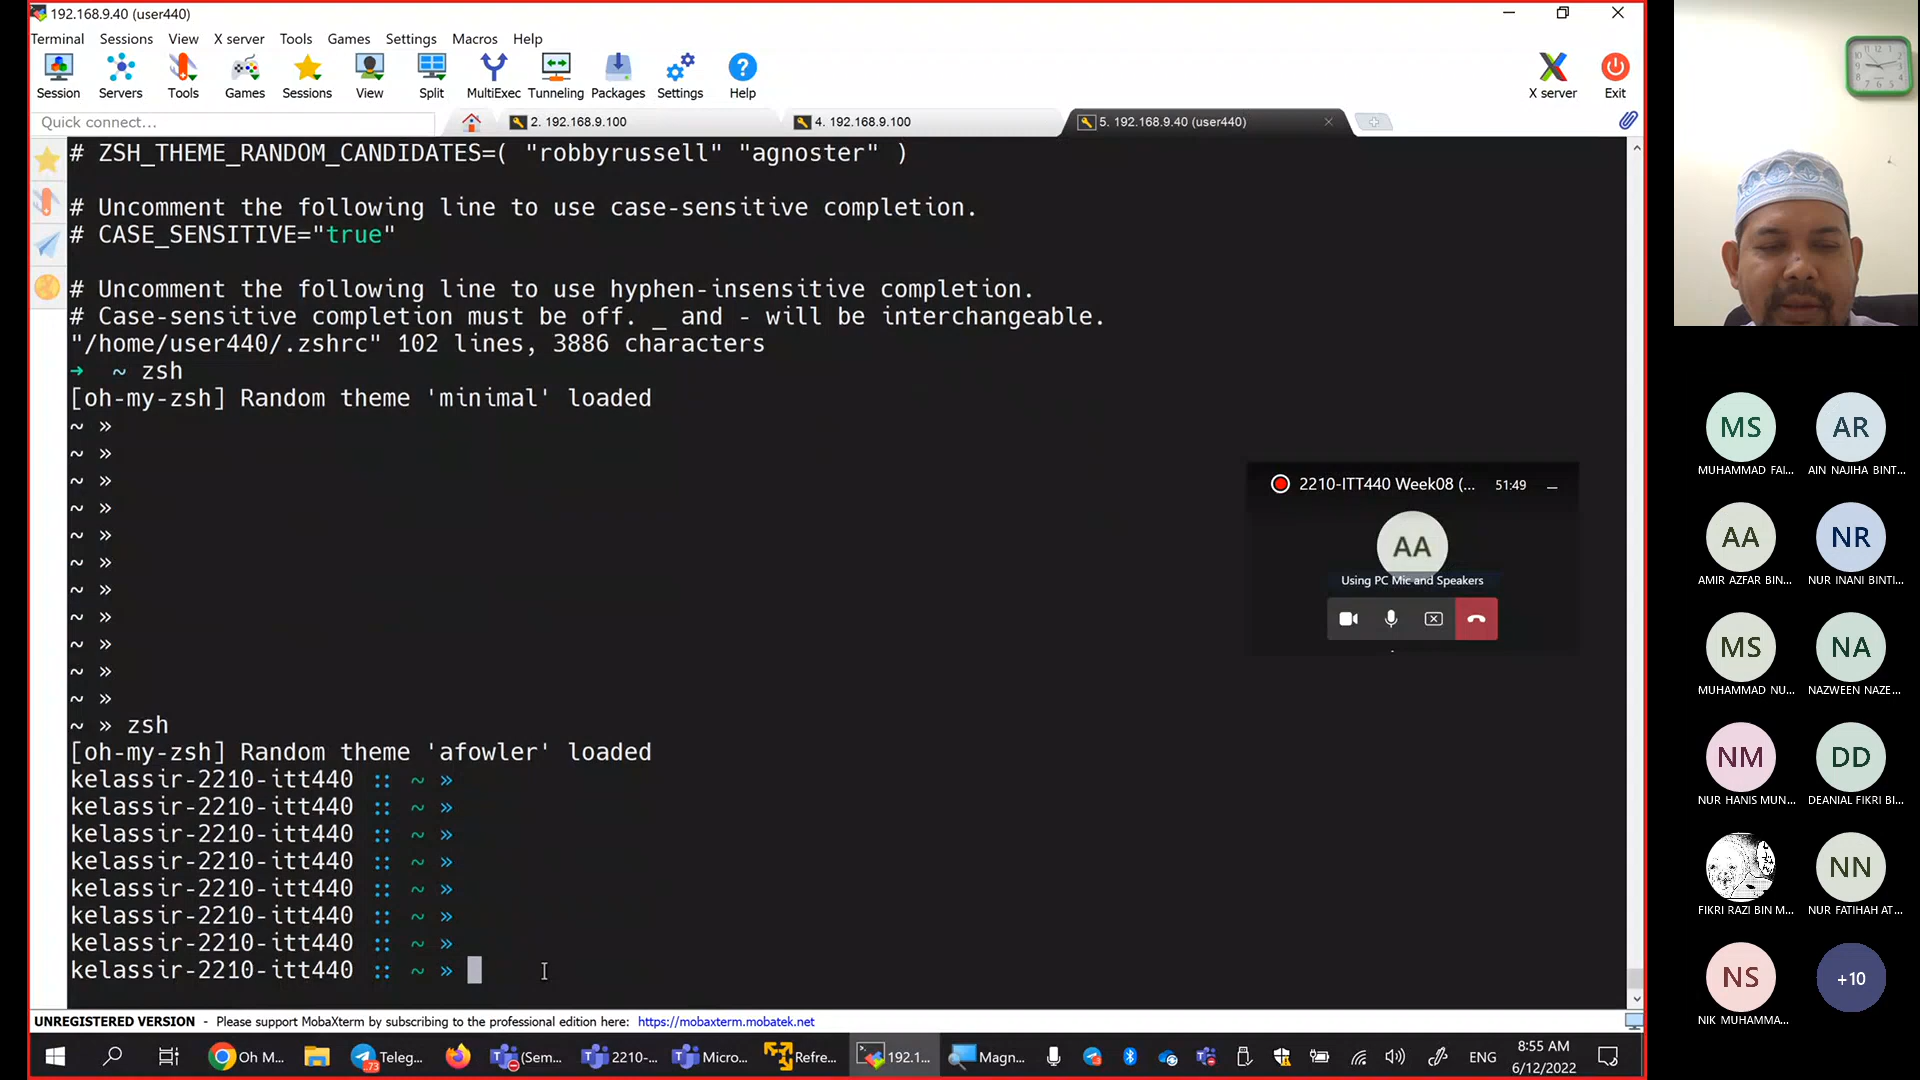 192.168.9.40 (user440)
Terminal Sessions View X server Tools Games Settings Macros Help
Session Servers Tools Games Sessions View Split MultiExec Tunneling Packages Settings Help X server Exit
Quick connect...
2. 192.168.9.100
4. 192.168.9.100
5. 192.168.9.40 (user440)
# ZSH_THEME_RANDOM_CANDIDATES=( "robbyrussell" "agnoster" )
# Uncomment the following line to use case-sensitive completion.
# CASE_SENSITIVE="true"
# Uncomment the following line to use hyphen-insensitive completion.
# Case-sensitive completion must be off. _ and - will be interchangeable.
"/home/user440/.zshrc" 102 lines, 3886 characters
➜ ~ zsh
[oh-my-zsh] Random theme 'minimal' loaded
~ »
~ »
~ »
~ »
~ »
~ »
~ »
~ »
~ »
~ »
~ »
~ » zsh
[oh-my-zsh] Random theme 'afowler' loaded
kelassir-2210-itt440 :: ~ »
kelassir-2210-itt440 :: ~ »
kelassir-2210-itt440 :: ~ »
kelassir-2210-itt440 :: ~ »
kelassir-2210-itt440 :: ~ »
kelassir-2210-itt440 :: ~ »
kelassir-2210-itt440 :: ~ »
kelassir-2210-itt440 :: ~ »
2210-ITT440 Week08 (... 51:49
AA
Using PC Mic and Speakers
UNREGISTERED VERSION - Please support MobaXterm by subscribing to the professional edition here: https://mobaxterm.mobatek.net
Oh M... Teleg... (Sem... 2210-... Micro... Refre... 192.1... Magn... ENG
8:55 AM
6/12/2022
MS AR
MUHAMMAD FAI... AIN NAJIHA BINT...
AA NR
AMIR AZFAR BIN... NUR INANI BINTI...
MS NA
MUHAMMAD NU... NAZWEEN NAZE...
NM DD
NUR HANIS MUN... DEANIAL FIKRI BI...
NN
FIKRI RAZI BIN M... NUR FATIHAH AT...
NS +10
NIK MUHAMMA...